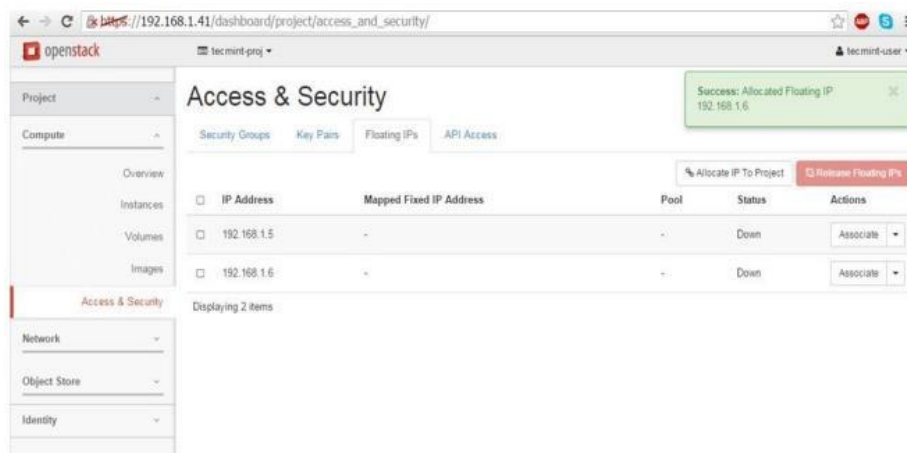 https://192.168.1.41/dashboard/project/access_and_security/
openstack
tecmint-proj
tecmint-user
Project
Compute
Overview
Instances
Volumes
Images
Access & Security
Network
Object Store
Identity
Access & Security
Success: Allocated Floating IP
192.168.1.6
Security Groups Key Pairs Floating IPs API Access
Allocate IP To Project Release Floating IPs
IP Address Mapped Fixed IP Address Pool Status Actions
192.168.1.5 - - Down Associate
192.168.1.6 - - Down Associate
Displaying 2 items